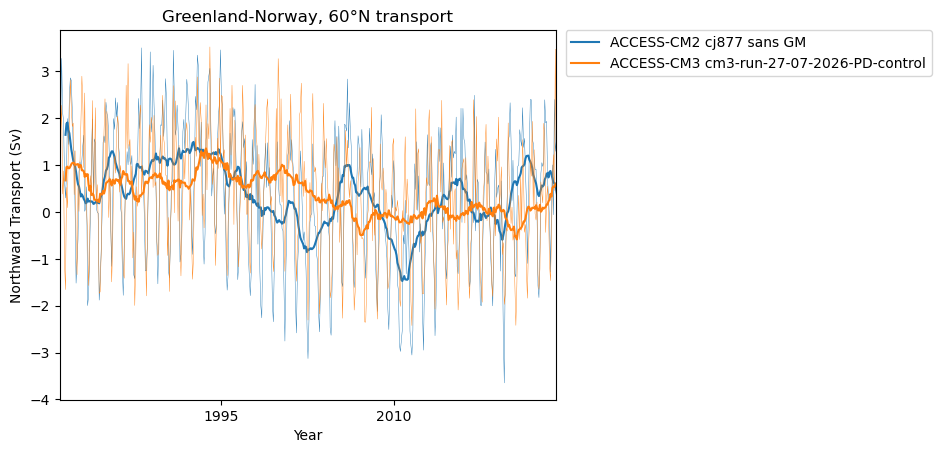 Greenland-Norway, 60°N transport
ACCESS-CM2 cj877 sans GM
ACCESS-CM3 cm3-run-27-07-2026-PD-control
Northward Transport (Sv)
3
2
1
0
−1
−2
−3
−4
1995
2010
Year